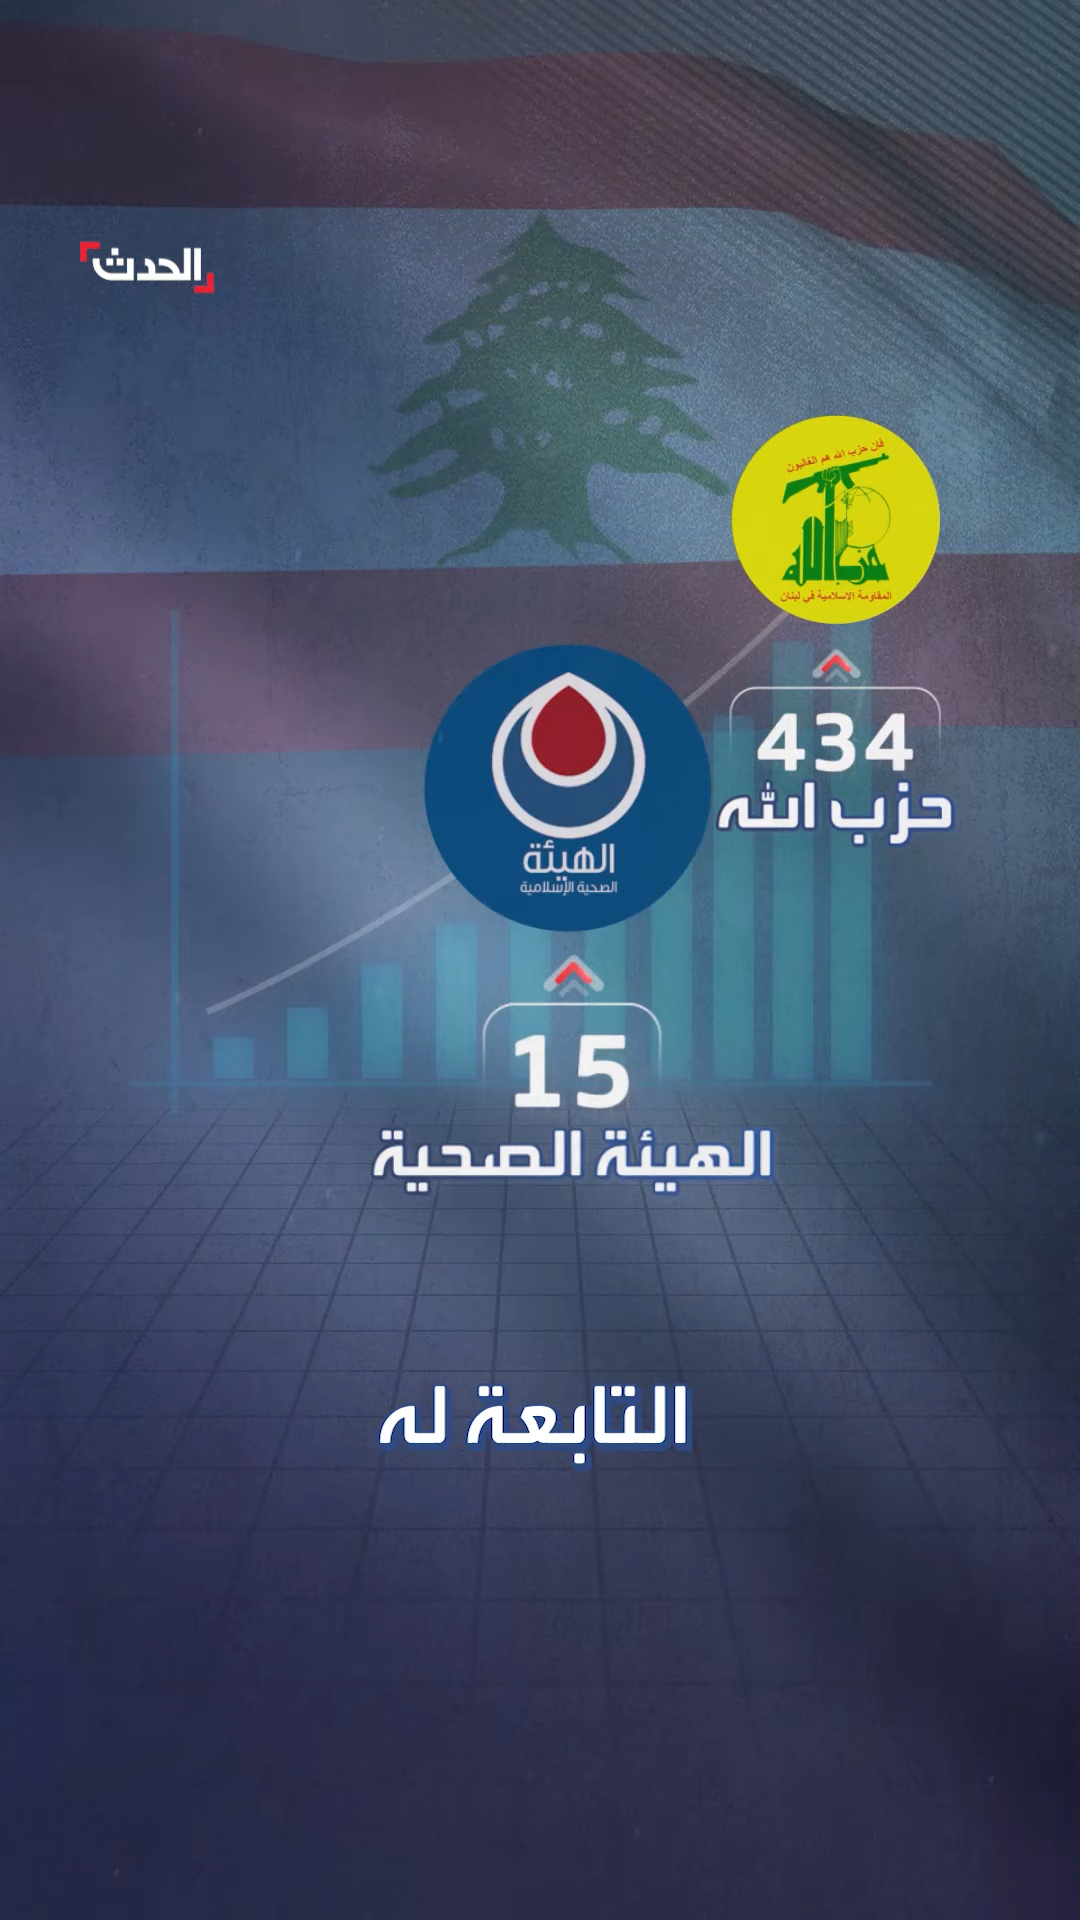 الحدث
فان حزب الله هم الغالبون
حزب الله
المقاومة الاسلامية في لبنان
434
حزب الله
الهيئة
الصحية الإسلامية
15
الهيئة الصحية
التابعة له